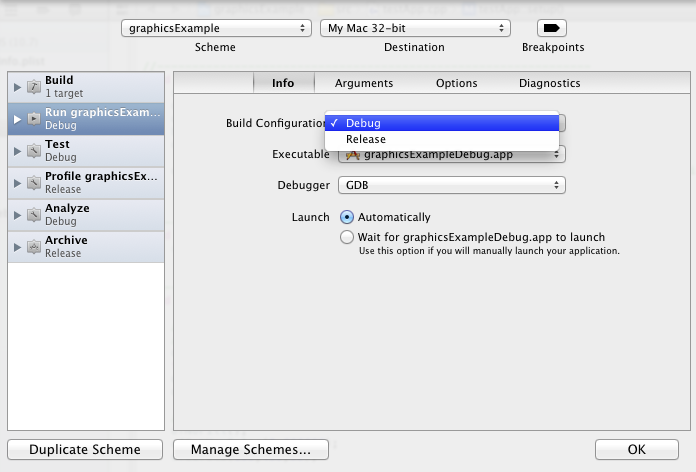 graphicsExample
My Mac 32-bit
Scheme
Destination
Breakpoints
Build
1 target
Run graphicsExam...
Debug
Test
Debug
Profile graphicsEx...
Release
Analyze
Debug
Archive
Release
Info
Arguments
Options
Diagnostics
Build Configuration
✓ Debug
Release
Executable
graphicsExampleDebug.app
Debugger
GDB
Launch
Automatically
Wait for graphicsExampleDebug.app to launch
Use this option if you will manually launch your application.
Duplicate Scheme
Manage Schemes...
OK